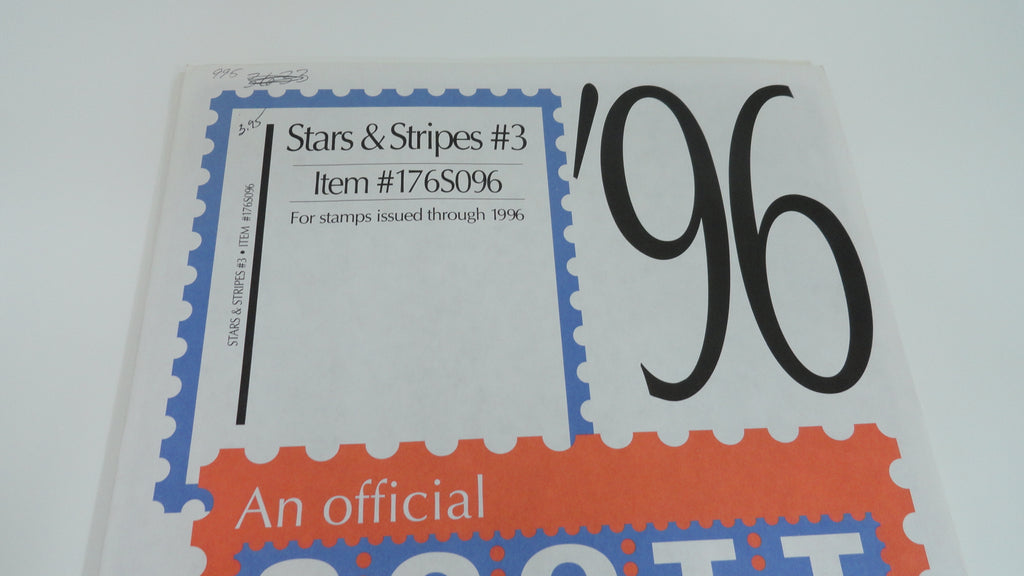 995
3.95
Stars & Stripes #3
Item #176S096
For stamps issued through 1996
STARS & STRIPES #3 • ITEM #176S096
'96
An official
SCOTT